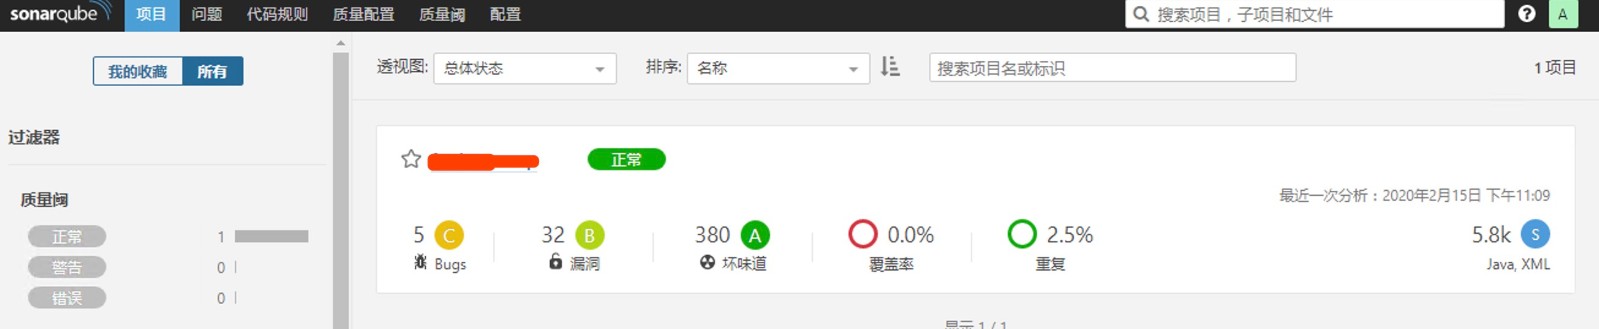 sonarqube 项目 问题 代码规则 质量配置 质量阈 配置 搜索项目，子项目和文件 ? A
我的收藏 所有 透视图: 总体状态 排序: 名称 搜索项目名或标识 1 项目
过滤器
正常
质量阈 最近一次分析：2020年2月15日 下午11:09
正常 1 5 C 32 B 380 A 0.0% 2.5% 5.8k S
警告 0 Bugs 漏洞 坏味道 覆盖率 重复 Java, XML
错误 0
显示 1 / 1